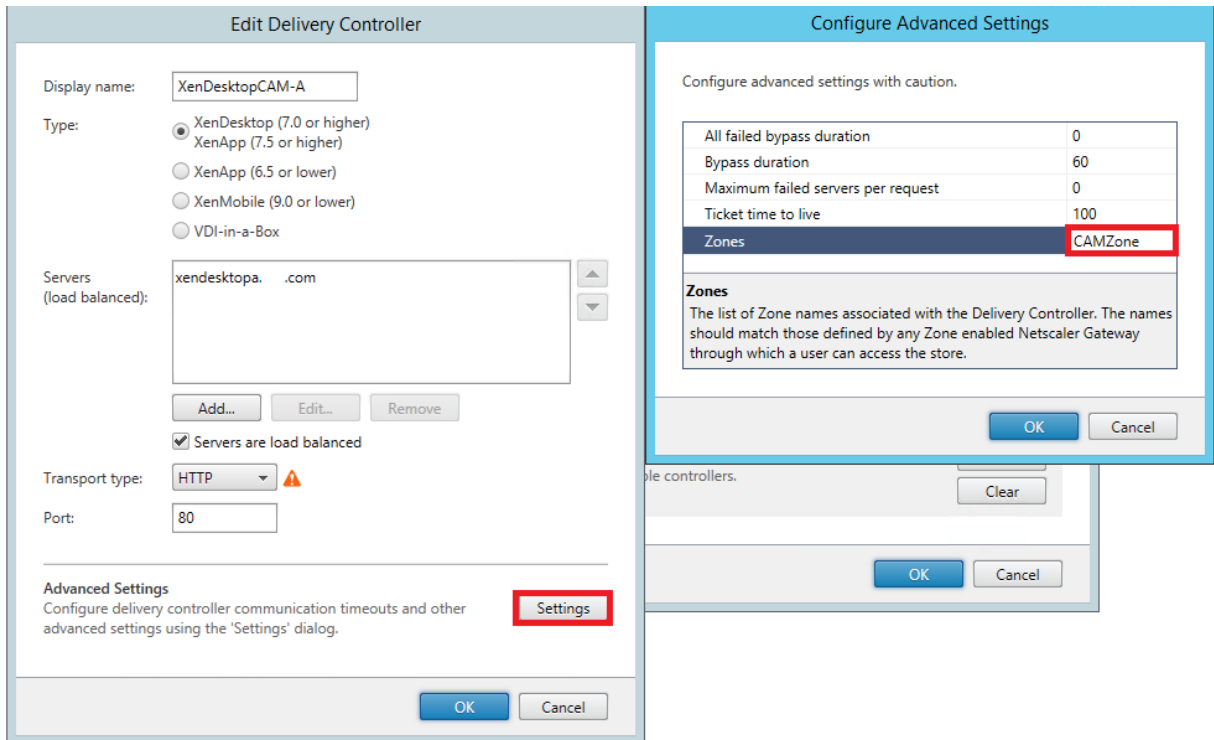 Edit Delivery Controller
Display name: XenDesktopCAM-A
Type: XenDesktop (7.0 or higher)
XenApp (7.5 or higher)
XenApp (6.5 or lower)
XenMobile (9.0 or lower)
VDI-in-a-Box
Servers
(load balanced):
xendesktopa. .com
Add... Edit... Remove
Servers are load balanced
Transport type: HTTP
Port: 80
Advanced Settings
Configure delivery controller communication timeouts and other
advanced settings using the 'Settings' dialog.
Settings
OK Cancel
Configure Advanced Settings
Configure advanced settings with caution.
All failed bypass duration 0
Bypass duration 60
Maximum failed servers per request 0
Ticket time to live 100
Zones CAMZone
Zones
The list of Zone names associated with the Delivery Controller. The names
should match those defined by any Zone enabled Netscaler Gateway
through which a user can access the store.
OK Cancel
controllers.
Clear
OK Cancel